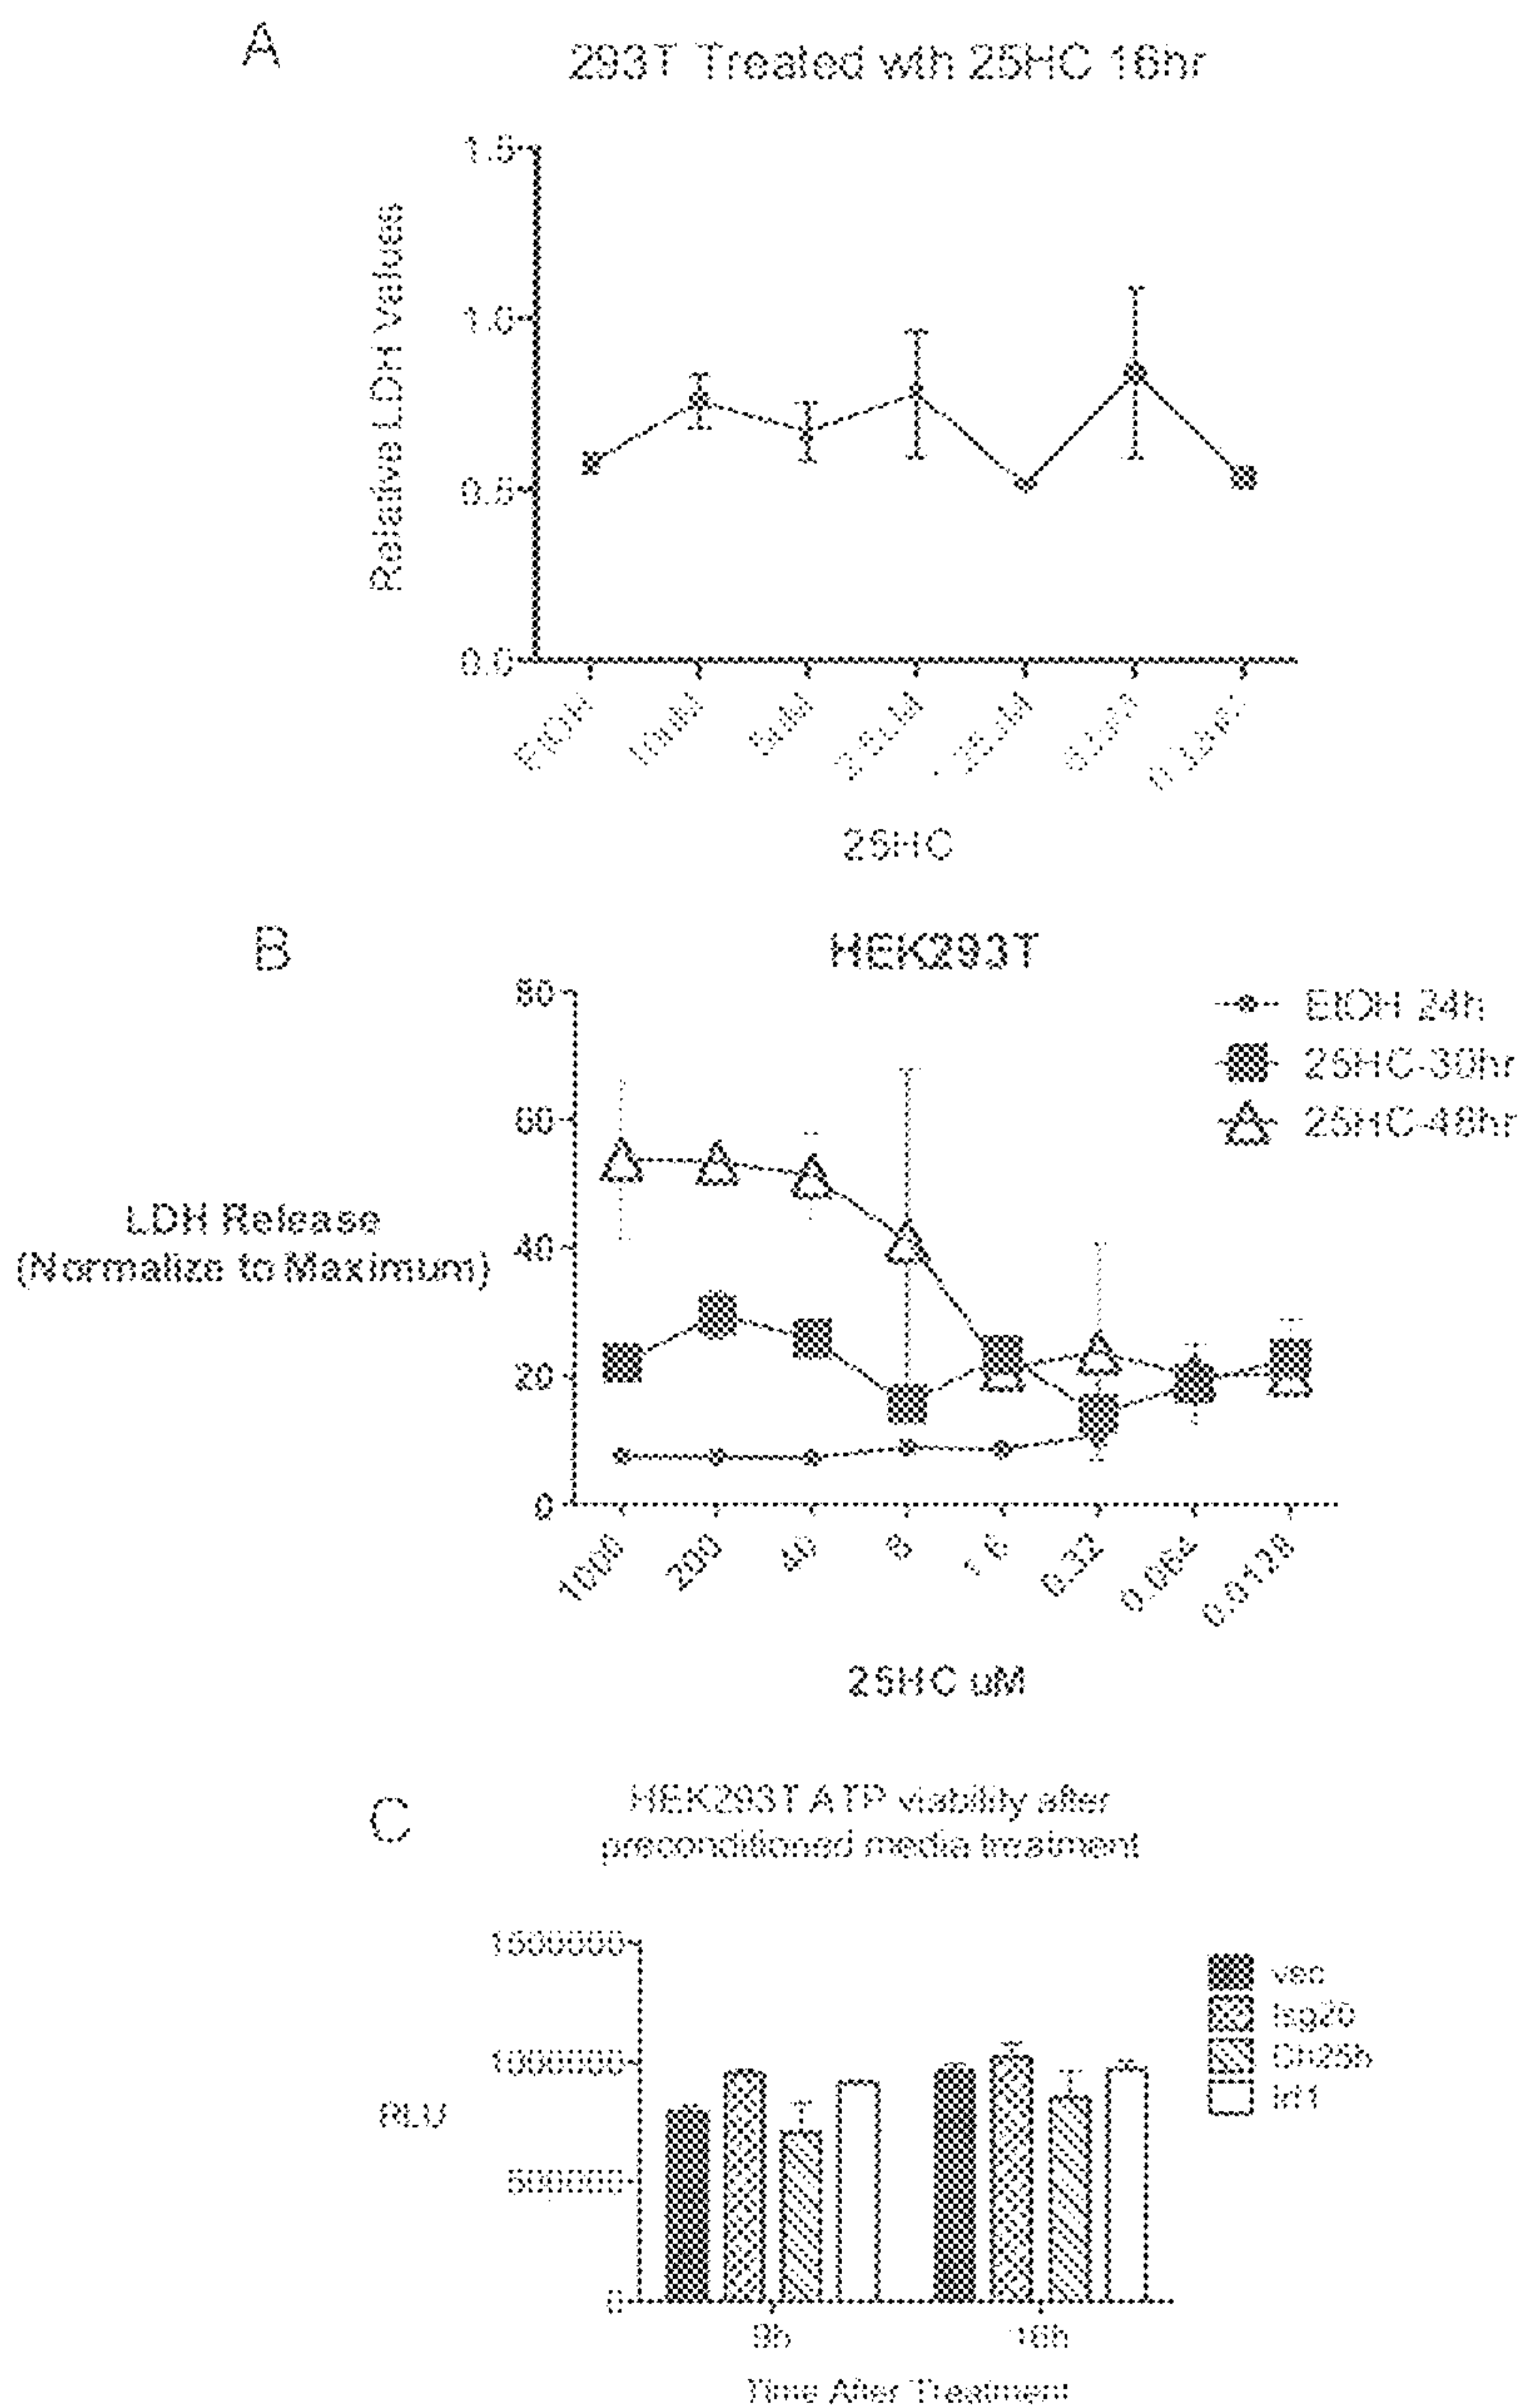 A
293T Treated wth 25HC 16hr
Relative LDH Values
1.5
1.0
0.5
0.0
EtOH
10uM
5uM
2.5uM
25HC
B
HEK293T
EtOH 24h
25HC-30hr
25HC-48hr
LDH Release
(Normalize to Maximum)
80
60
40
20
0
1000
200
40
8
1.6
0.32
0.064
0.0128
25HC uM
C
HEK293T ATP viability after
preconditioned media treatment
RLU
1500000
1000000
500000
0
vec
Isg20
Ch25h
Irf1
9h
16h
Time After Treatment